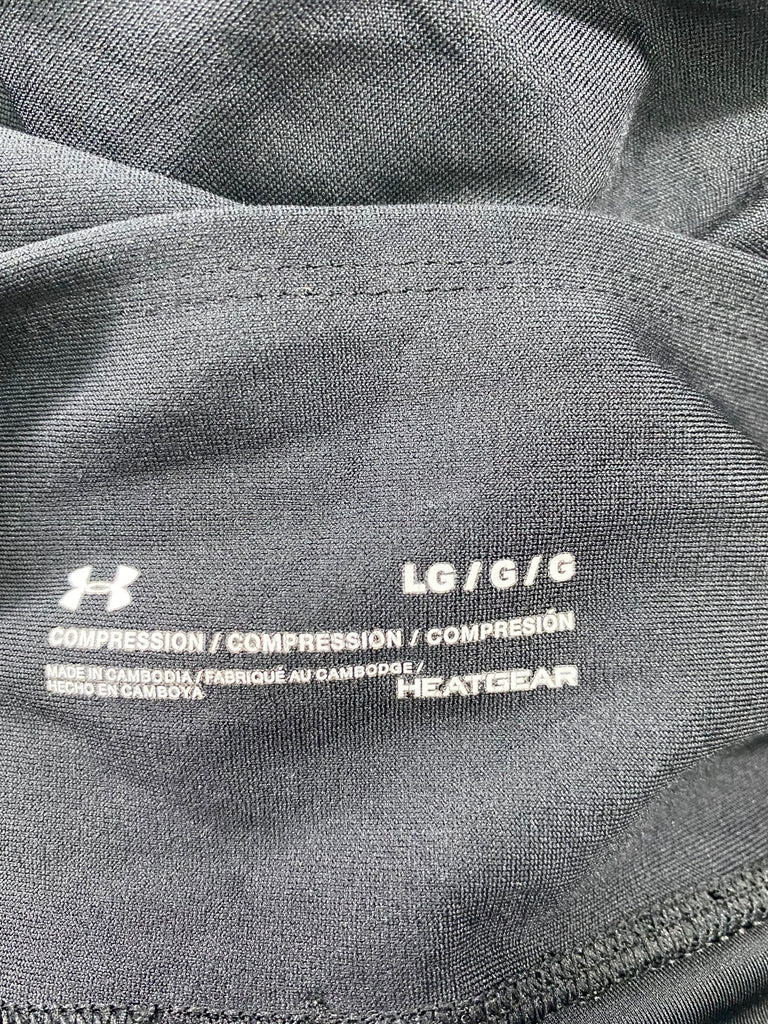 LG / G / G
COMPRESSION / COMPRESSION / COMPRESIÓN
MADE IN CAMBODIA / FABRIQUÉ AU CAMBODGE /
HECHO EN CAMBOYA
HEATGEAR